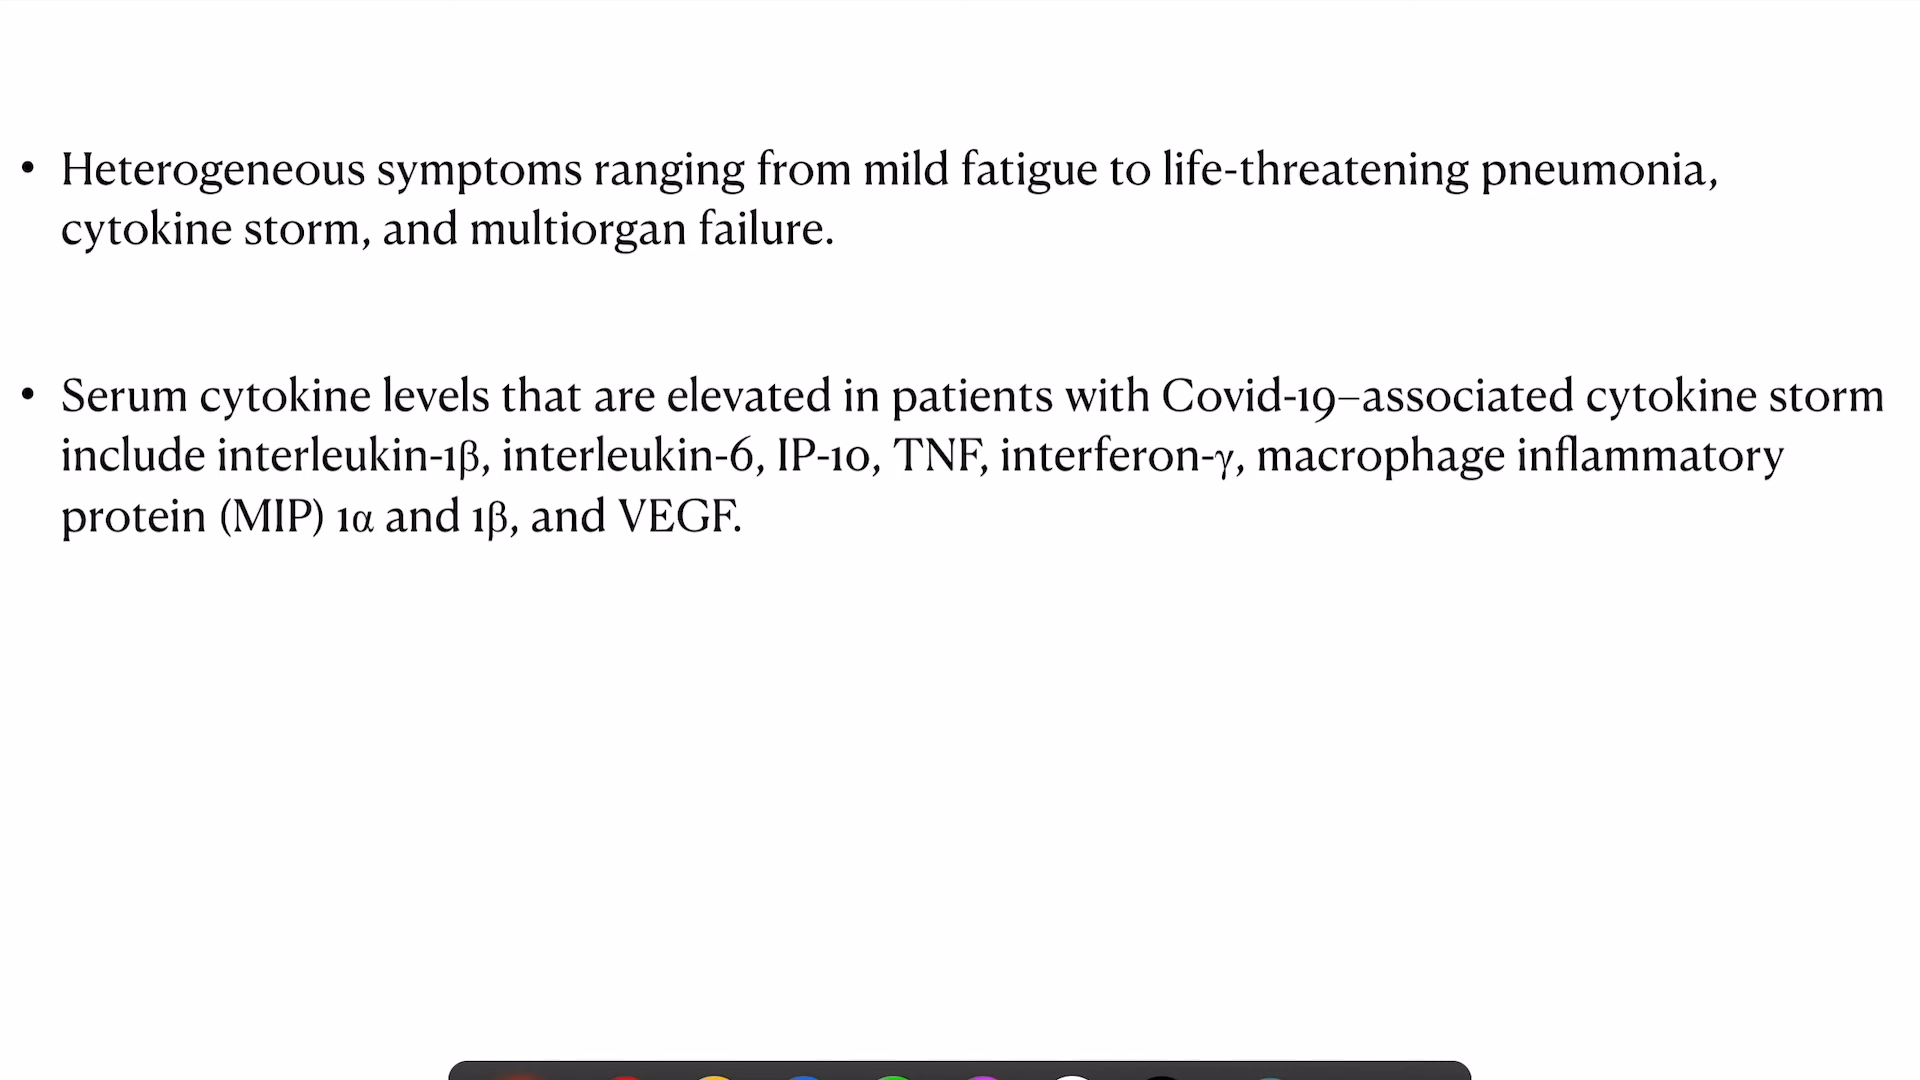 • Heterogeneous symptoms ranging from mild fatigue to life-threatening pneumonia,
cytokine storm, and multiorgan failure.
• Serum cytokine levels that are elevated in patients with Covid-19–associated cytokine storm
include interleukin-1β, interleukin-6, IP-10, TNF, interferon-γ, macrophage inflammatory
protein (MIP) 1α and 1β, and VEGF.